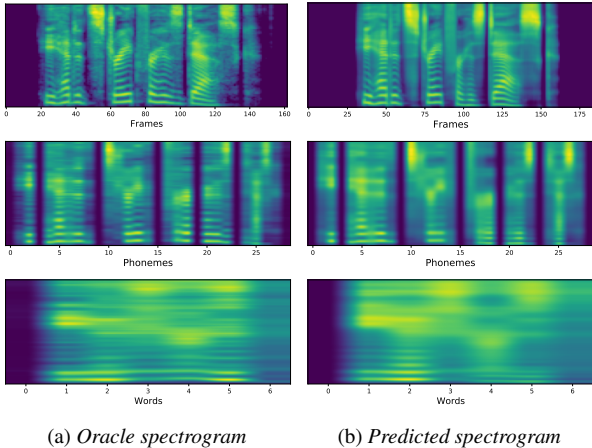 0 20 40 60 80 100 120 140 160
Frames
0 25 50 75 100 125 150 175
Frames
0 5 10 15 20 25
Phonemes
0 5 10 15 20 25
Phonemes
0 1 2 3 4 5 6
Words
0 1 2 3 4 5 6
Words
(a) Oracle spectrogram
(b) Predicted spectrogram